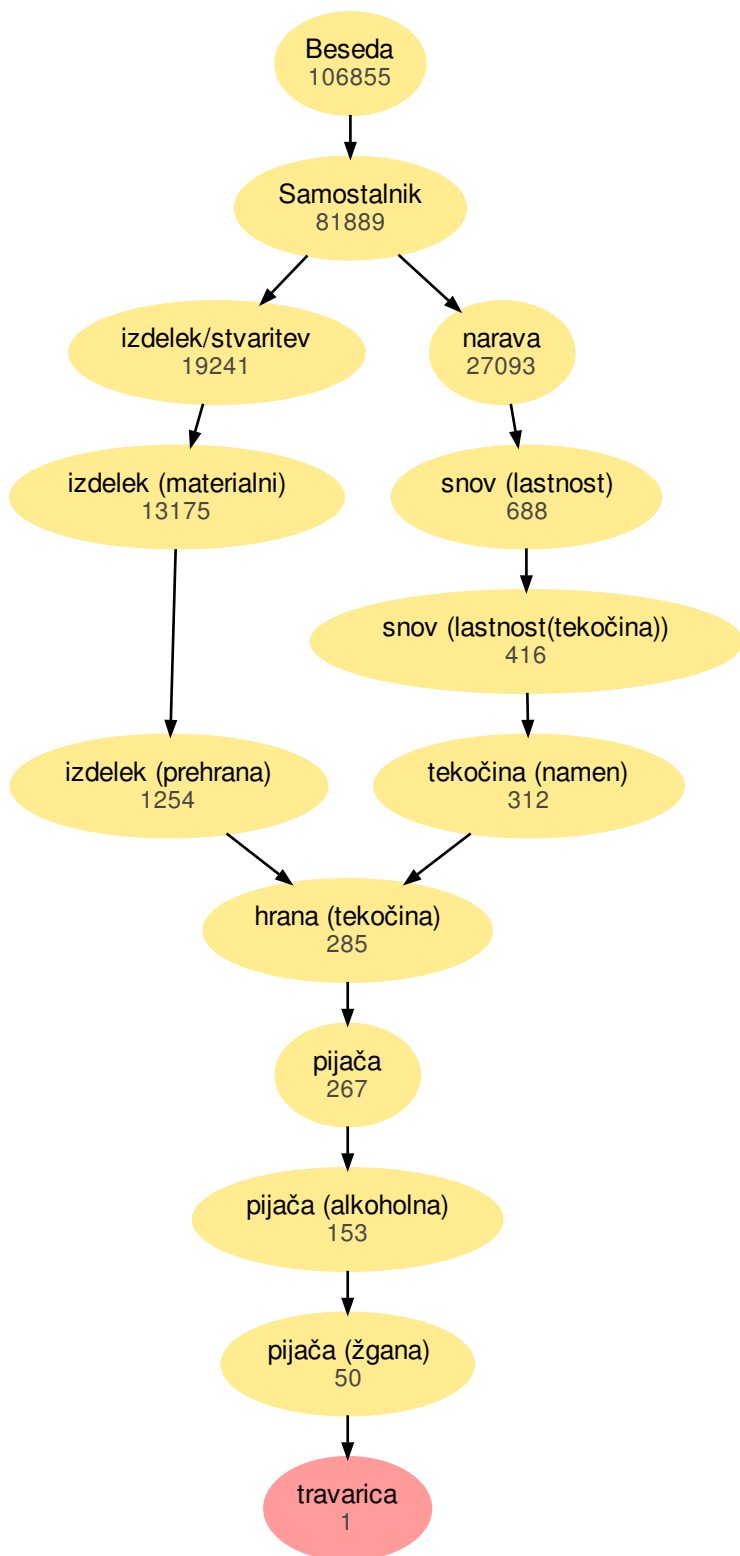 Beseda
106855
Samostalnik
81889
izdelek/stvaritev
19241
narava
27093
izdelek (materialni)
13175
snov (lastnost)
688
snov (lastnost(tekočina))
416
izdelek (prehrana)
1254
tekočina (namen)
312
hrana (tekočina)
285
pijača
267
pijača (alkoholna)
153
pijača (žgana)
50
travarica
1